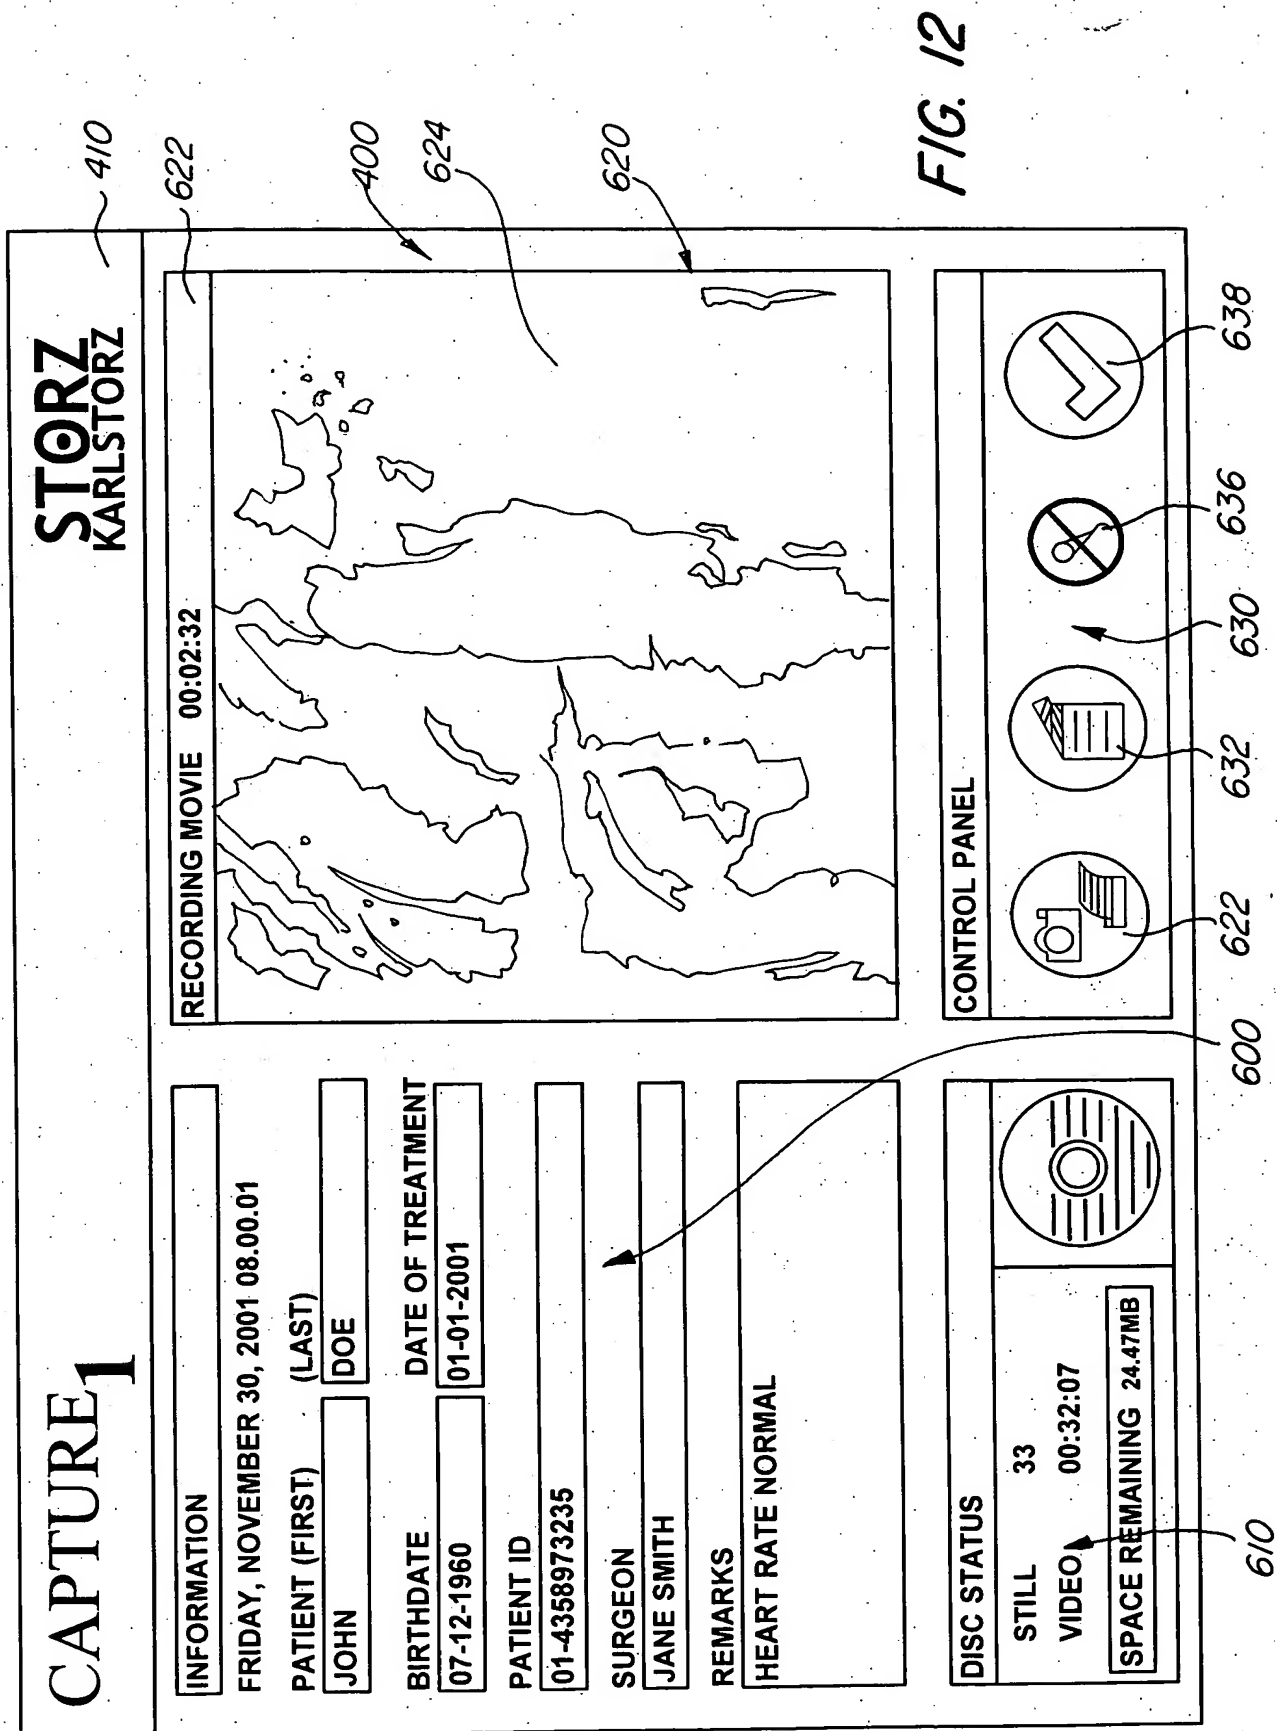 CAPTURE1
STORZ
KARLSTORZ
410
INFORMATION
FRIDAY, NOVEMBER 30, 2001 08.00.01
PATIENT (FIRST) (LAST)
JOHN DOE
BIRTHDATE DATE OF TREATMENT
07-12-1960 01-01-2001
PATIENT ID
01-4358973235
SURGEON
JANE SMITH
REMARKS
HEART RATE NORMAL
RECORDING MOVIE 00:02:32
622
400
624
620
DISC STATUS
STILL 33
VIDEO 00:32:07
SPACE REMAINING 24.47MB
CONTROL PANEL
610
600
622
632
630
636
638
FIG. 12